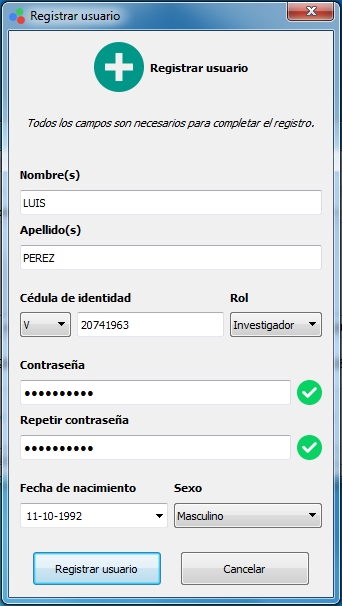 Registrar usuario
Registrar usuario
Todos los campos son necesarios para completar el registro.
Nombre(s)
LUIS
Apellido(s)
PEREZ
Cédula de identidad Rol
V 20741963 Investigador
Contraseña
••••••••••
Repetir contraseña
••••••••••
Fecha de nacimiento Sexo
11-10-1992 Masculino
Registrar usuario Cancelar